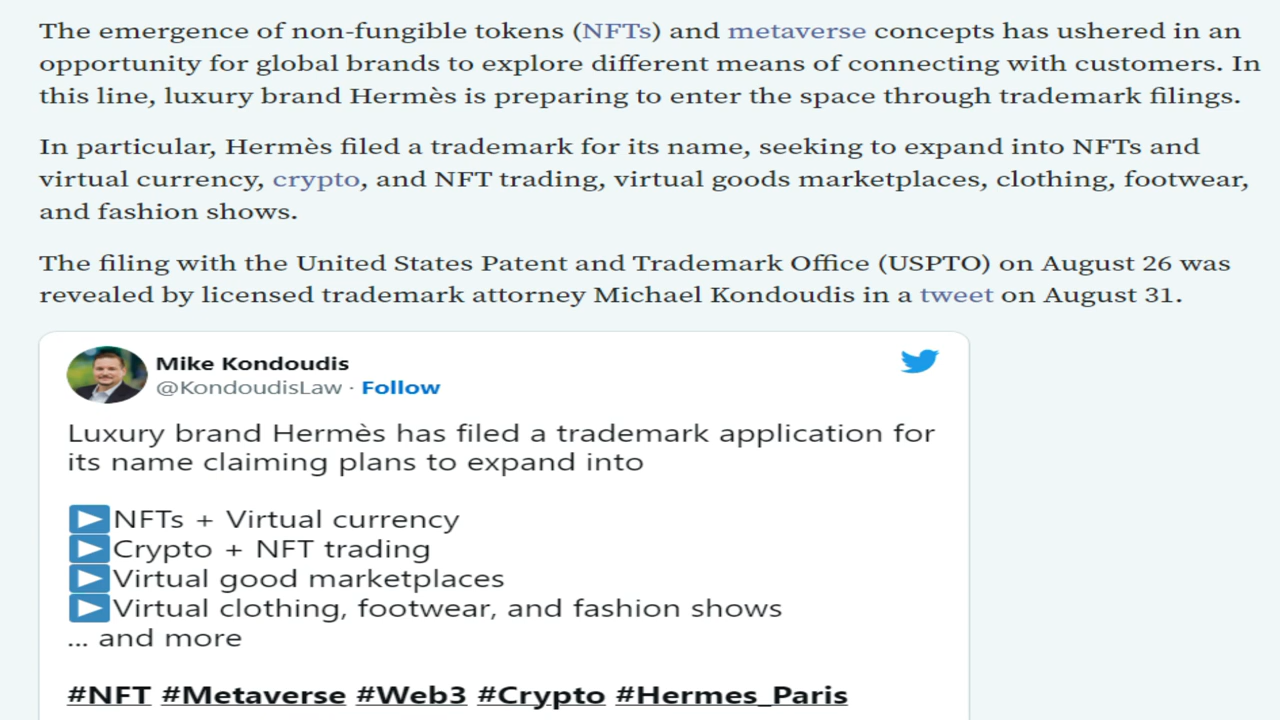 The emergence of non-fungible tokens (NFTs) and metaverse concepts has ushered in an
opportunity for global brands to explore different means of connecting with customers. In
this line, luxury brand Hermès is preparing to enter the space through trademark filings.
In particular, Hermès filed a trademark for its name, seeking to expand into NFTs and
virtual currency, crypto, and NFT trading, virtual goods marketplaces, clothing, footwear,
and fashion shows.
The filing with the United States Patent and Trademark Office (USPTO) on August 26 was
revealed by licensed trademark attorney Michael Kondoudis in a tweet on August 31.
Mike Kondoudis
@KondoudisLaw · Follow
Luxury brand Hermès has filed a trademark application for
its name claiming plans to expand into
▶NFTs + Virtual currency
▶Crypto + NFT trading
▶Virtual good marketplaces
▶Virtual clothing, footwear, and fashion shows
... and more
#NFT #Metaverse #Web3 #Crypto #Hermes_Paris